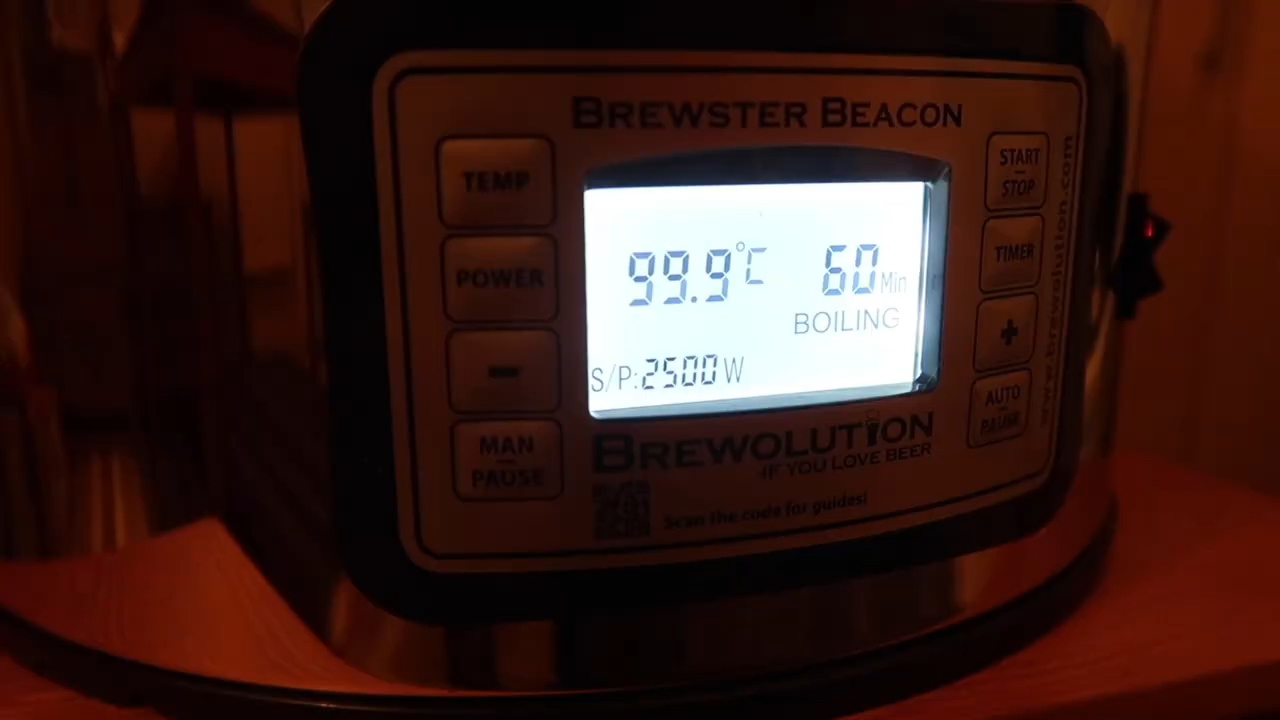 BREWSTER BEACON
TEMP
POWER
-
MAN
PAUSE
99.9°C 60 Min
BOILING
S/P:2500W
START
STOP
TIMER
+
AUTO
PAUSE
www.brewolution.com
BREWOLUTION
IF YOU LOVE BEER
Scan the code for guides!